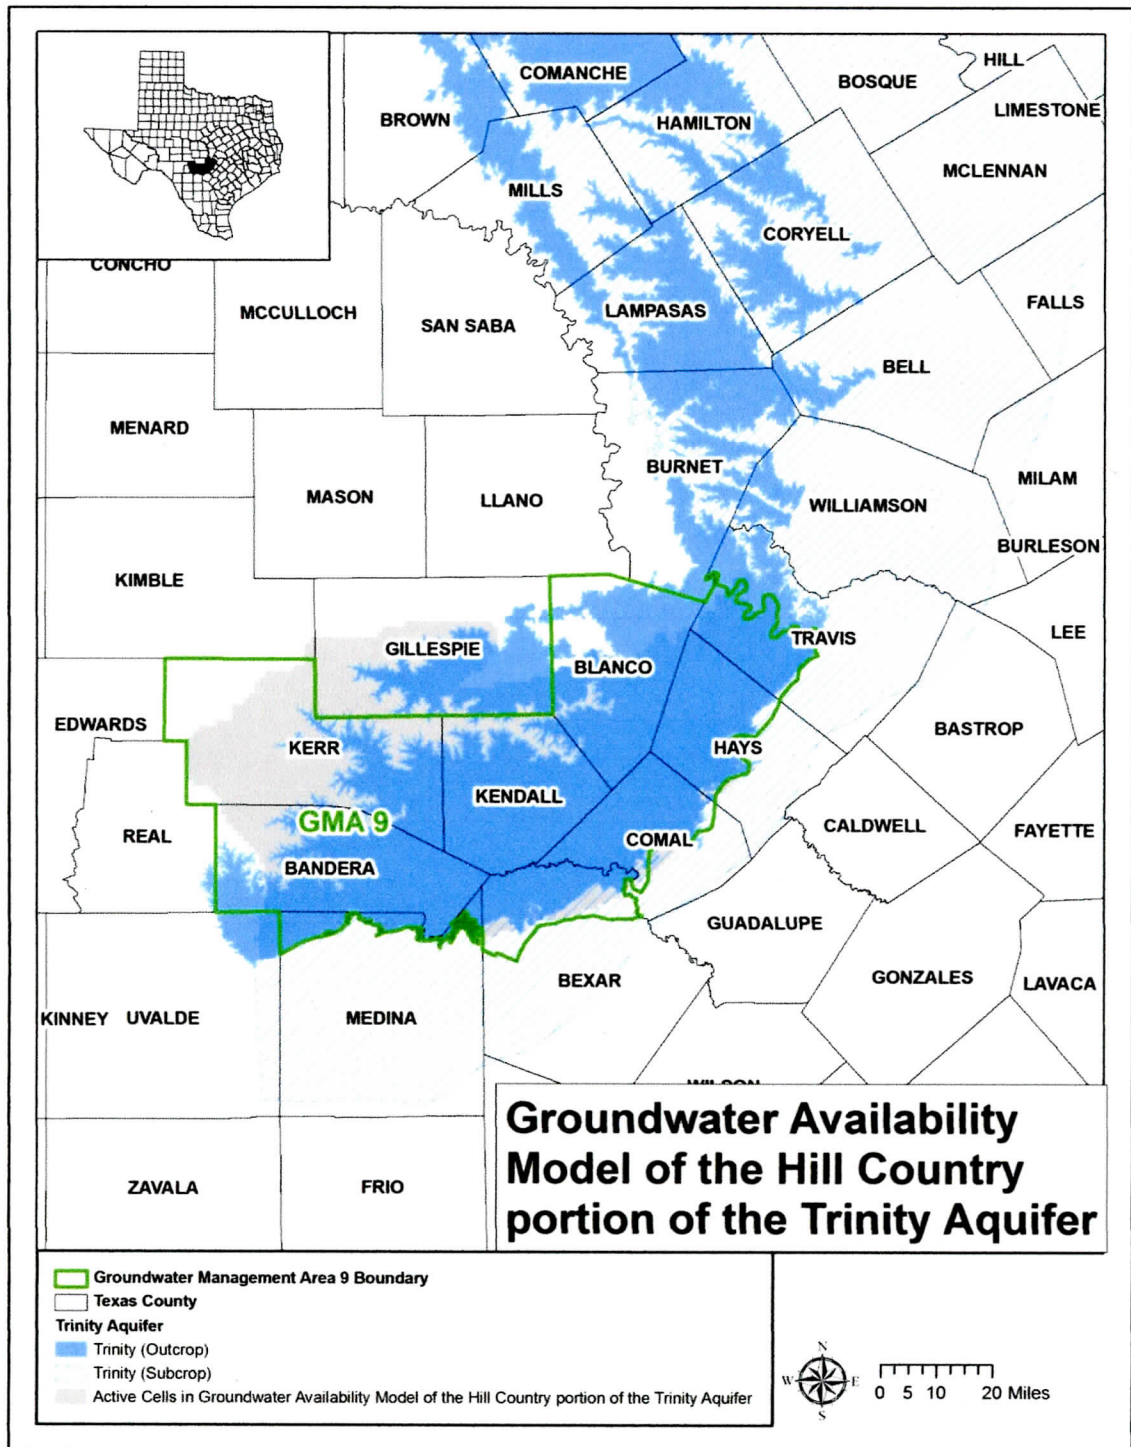 COMANCHE
HILL
BOSQUE
LIMESTONE
BROWN
HAMILTON
MCLENNAN
MILLS
CORYELL
CONCHO
MCCULLOCH
SAN SABA
LAMPASAS
FALLS
BELL
MENARD
BURNET
MILAM
MASON
LLANO
WILLIAMSON
BURLESON
KIMBLE
LEE
TRAVIS
GILLESPIE
BLANCO
EDWARDS
BASTROP
KERR
HAYS
KENDALL
GMA 9
CALDWELL
FAYETTE
REAL
COMAL
BANDERA
GUADALUPE
BEXAR
GONZALES
LAVACA
KINNEY
UVALDE
MEDINA
WILSON
ZAVALA
FRIO
Groundwater Availability
Model of the Hill Country
portion of the Trinity Aquifer
Groundwater Management Area 9 Boundary
Texas County
Trinity Aquifer
Trinity (Outcrop)
Trinity (Subcrop)
Active Cells in Groundwater Availability Model of the Hill Country portion of the Trinity Aquifer
N
W
E
S
0 5 10 20 Miles